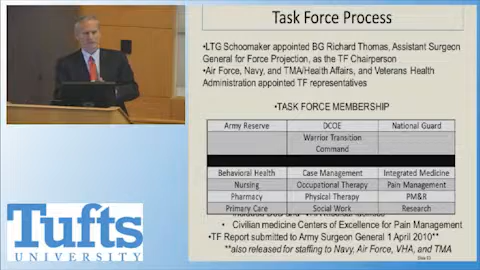 Task Force Process
•LTG Schoomaker appointed BG Richard Thomas, Assistant Surgeon
General for Force Projection, as the TF Chairperson
•Air Force, Navy, and TMA/Health Affairs, and Veterans Health
Administration appointed TF representatives
•TASK FORCE MEMBERSHIP
Army Reserve DCOE National Guard
Warrior Transition
Command
Behavioral Health Case Management Integrated Medicine
Nursing Occupational Therapy Pain Management
Pharmacy Physical Therapy PM&R
Primary Care Social Work Research
• Civilian medicine Centers of Excellence for Pain Management
•TF Report submitted to Army Surgeon General 1 April 2010**
**also released for staffing to Navy, Air Force, VHA, and TMA
Tufts
UNIVERSITY